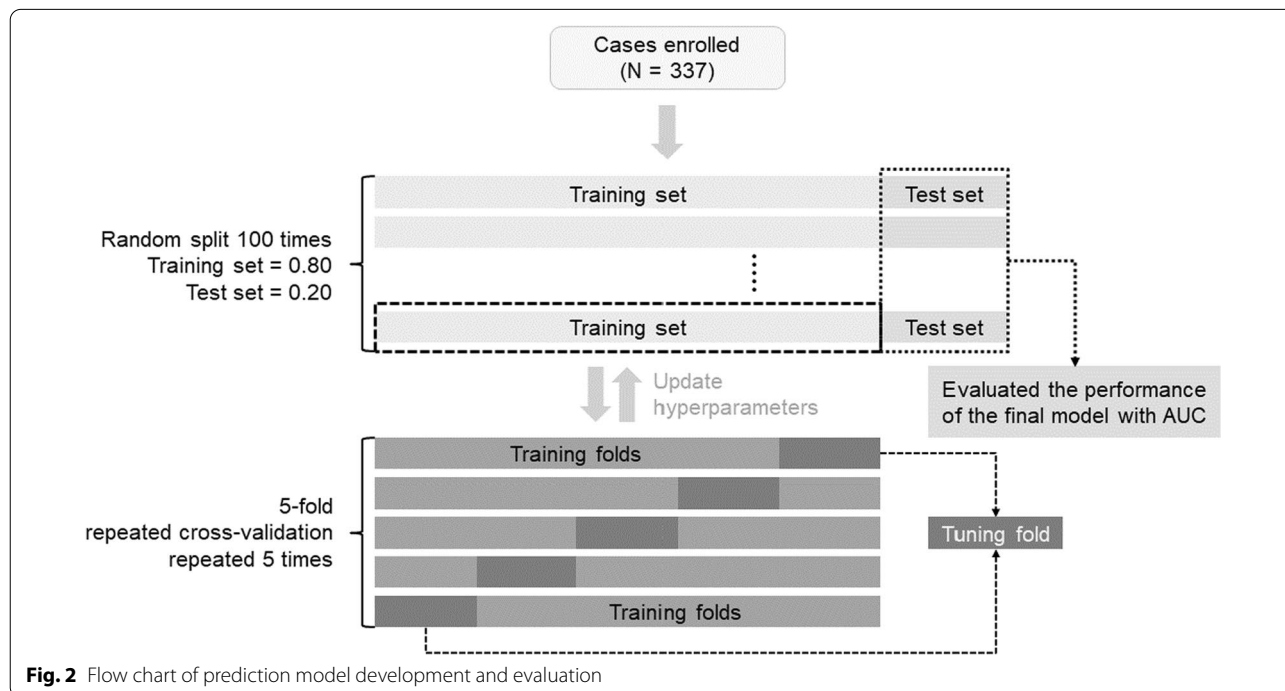 Cases enrolled
(N = 337)
Training set
Test set
Random split 100 times
Training set = 0.80
Test set = 0.20
Training set
Test set
Update
hyperparameters
Evaluated the performance
of the final model with AUC
Training folds
5-fold
repeated cross-validation
repeated 5 times
Tuning fold
Training folds
Fig. 2 Flow chart of prediction model development and evaluation